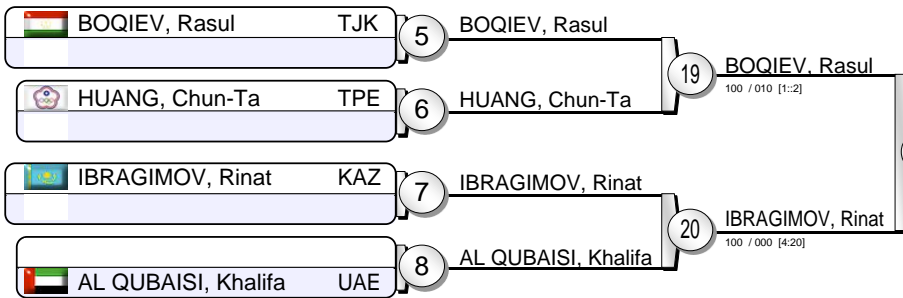 BOQIEV, Rasul TJK
5
BOQIEV, Rasul
19
BOQIEV, Rasul
100 / 010 [1::2]
HUANG, Chun-Ta TPE
6
HUANG, Chun-Ta
IBRAGIMOV, Rinat KAZ
7
IBRAGIMOV, Rinat
20
IBRAGIMOV, Rinat
100 / 000 [4:20]
AL QUBAISI, Khalifa UAE
8
AL QUBAISI, Khalifa